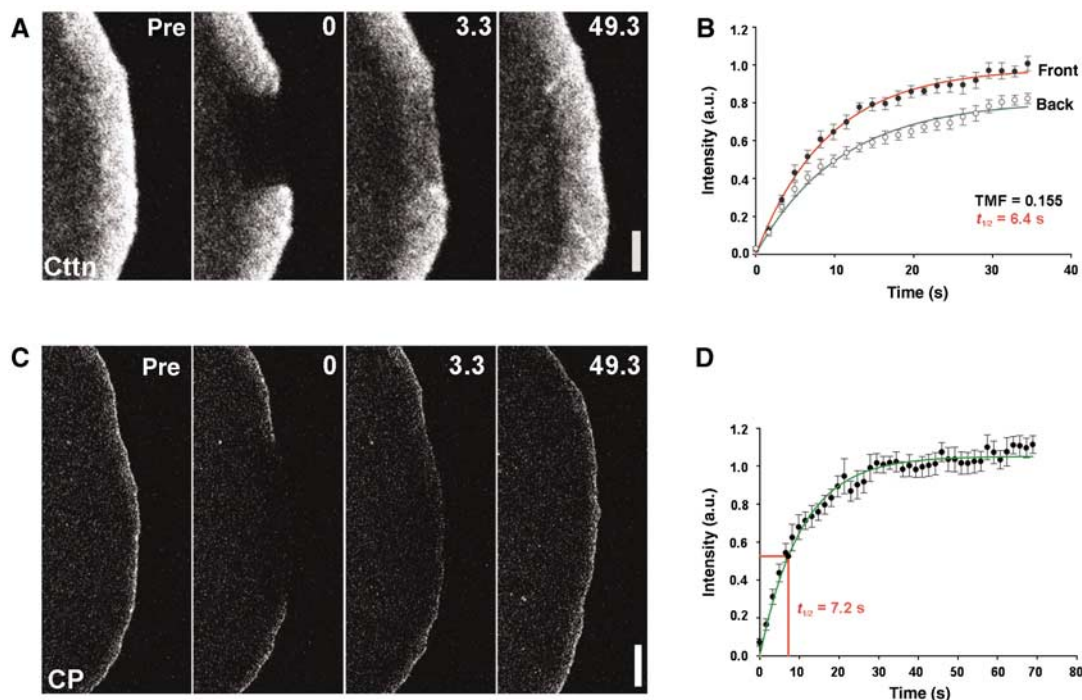 A
Pre
0
3.3
49.3
Cttn
B
1.2
1.0
0.8
0.6
0.4
0.2
0.0
Intensity (a.u.)
Front
Back
TMF = 0.155
t1/2 = 6.4 s
0
10
20
30
40
Time (s)
C
Pre
0
3.3
49.3
CP
D
1.2
1.0
0.8
0.6
0.4
0.2
0.0
Intensity (a.u.)
t1/2 = 7.2 s
0
10
20
30
40
50
60
70
80
Time (s)